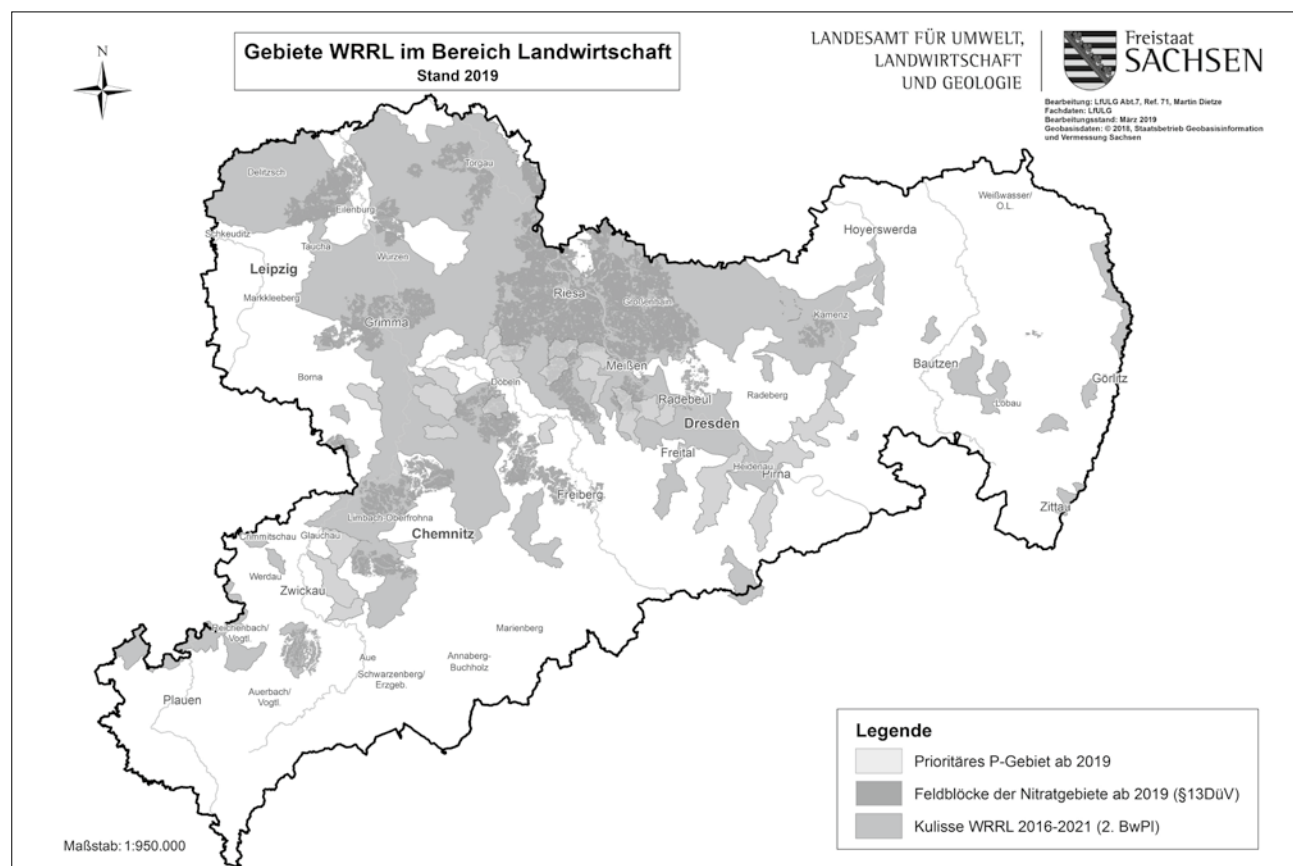 N
Gebiete WRRL im Bereich Landwirtschaft
Stand 2019
LANDESAMT FÜR UMWELT,
LANDWIRTSCHAFT
UND GEOLOGIE
Freistaat
SACHSEN
Bearbeitung: LfULG Abt.7, Ref. 71, Martin Dietze
Fachdaten: LfULG
Bearbeitungsstand: März 2019
Geobasisdaten: © 2018, Staatsbetrieb Geobasisinformation
und Vermessung Sachsen
Delitzsch
Torgau
Eilenburg
Weißwasser/
O.L.
Schkeuditz
Taucha
Wurzen
Hoyerswerda
Leipzig
Markkleeberg
Riesa
Großenhain
Grimma
Kamenz
Borna
Döbeln
Meißen
Bautzen
Görlitz
Radebeul
Radeberg
Löbau
Dresden
Freital
Heidenau
Pirna
Freiberg
Zittau
Limbach-Oberfrohna
Chemnitz
Crimmitschau
Glauchau
Werdau
Zwickau
Reichenbach/
Vogtl.
Marienberg
Aue
Annaberg-
Buchholz
Schwarzenberg/
Erzgeb.
Plauen
Auerbach/
Vogtl.
Legende
Prioritäres P-Gebiet ab 2019
Feldblöcke der Nitratgebiete ab 2019 (§13DüV)
Kulisse WRRL 2016-2021 (2. BwPl)
Maßstab: 1:950.000